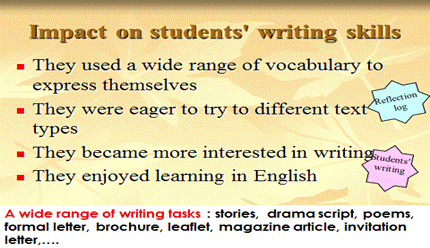 Impact on students' writing skills
They used a wide range of vocabulary to
express themselves
They were eager to try to different text
types
They became more interested in writing
They enjoyed learning in English
Reflection
log
Students'
writing
A wide range of writing tasks : stories, drama script, poems,
formal letter, brochure, leaflet, magazine article, invitation
letter,....